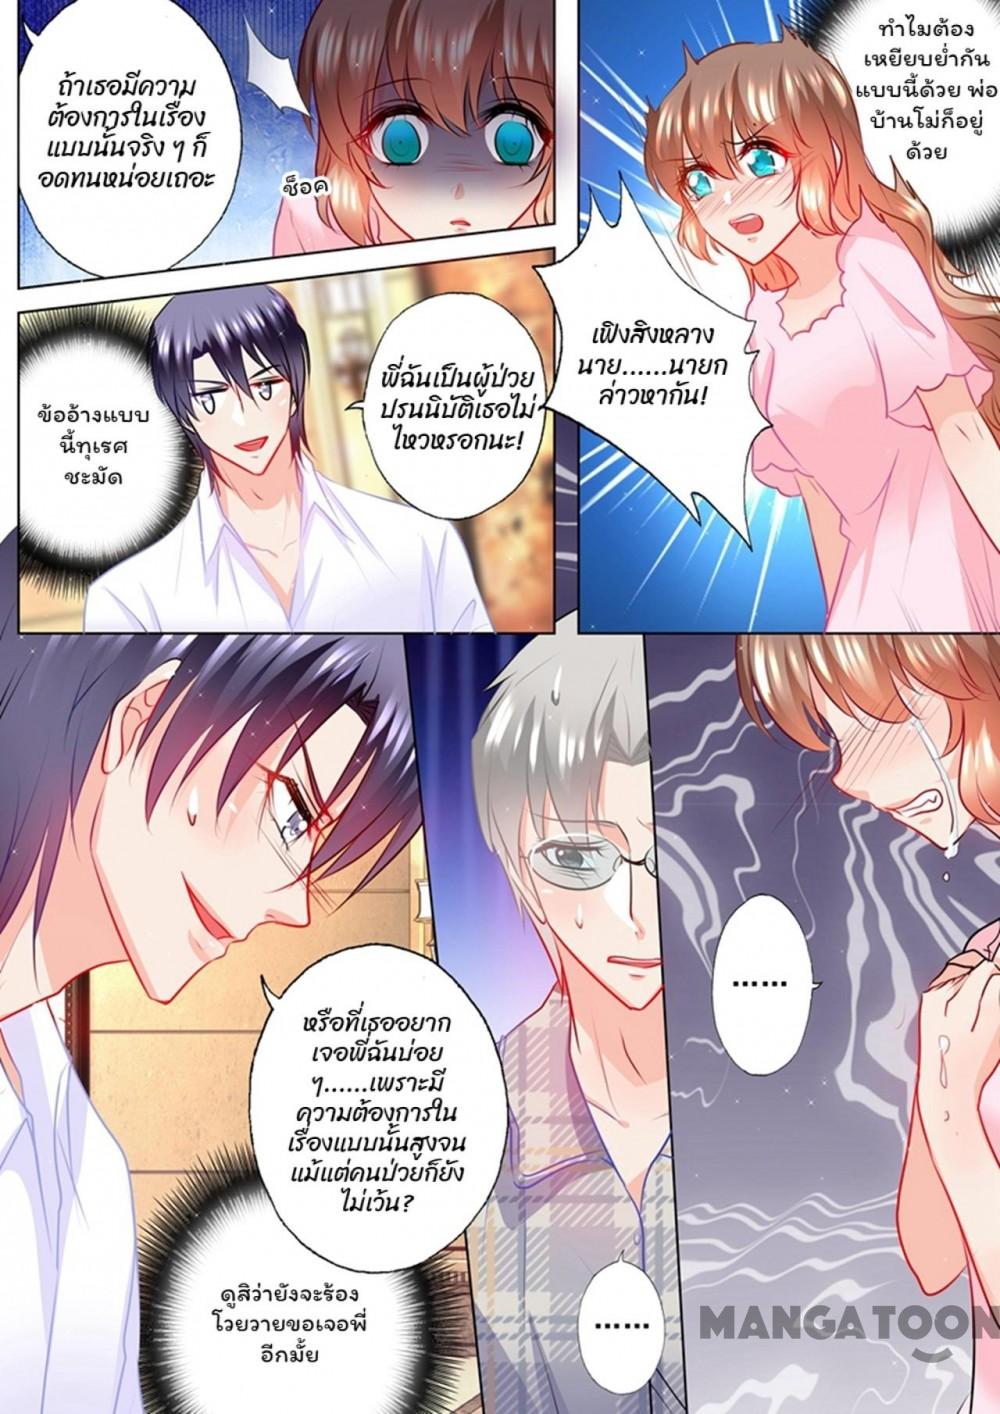 ถ้าเธอมีความ
ต้องการในเรื่อง
แบบนั้นจริง ๆ ก็
อดทนหน่อยเถอะ
ช็อค
ทำไมต้อง
เหยียบย่ำกัน
แบบนี้ด้วย พ่อ
บ้านโม่ก็อยู่
ด้วย
เฟิงสิงหลาง
นาย......นายก
ล่าวหากัน!
พี่ฉันเป็นผู้ป่วย
ปรนนิบัติเธอไม่
ไหวหรอกนะ!
ข้ออ้างแบบ
นี้ทุเรศ
ชะมัด
หรือที่เธออยาก
เจอพี่ฉันบ่อย
ๆ......เพราะมี
ความต้องการใน
เรื่องแบบนั้นสูงจน
แม้แต่คนป่วยก็ยัง
ไม่เว้น?
ดูสิว่ายังจะร้อง
โวยวายขอเจอพี่
อีกมั้ย
......
......
MANGATOON